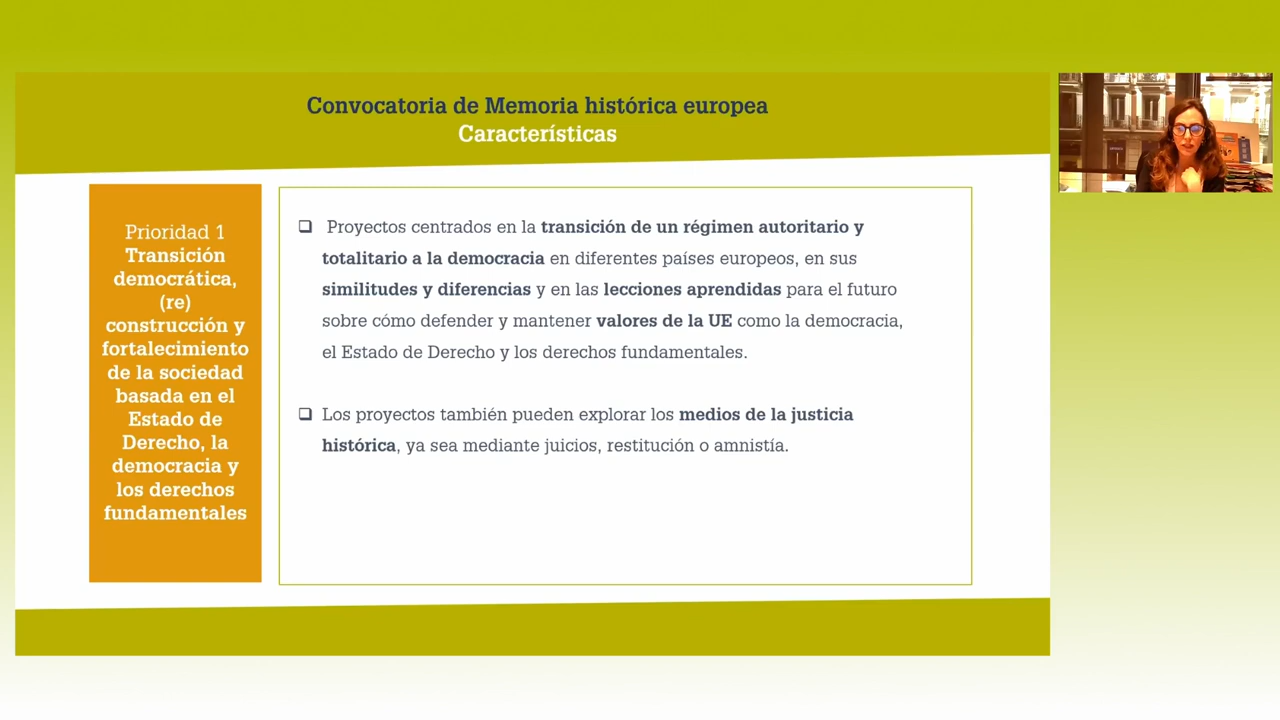 Convocatoria de Memoria histórica europea
Características
Prioridad 1
Transición
democrática,
(re)
construcción y
fortalecimiento
de la sociedad
basada en el
Estado de
Derecho, la
democracia y
los derechos
fundamentales
❑ Proyectos centrados en la transición de un régimen autoritario y
totalitario a la democracia en diferentes países europeos, en sus
similitudes y diferencias y en las lecciones aprendidas para el futuro
sobre cómo defender y mantener valores de la UE como la democracia,
el Estado de Derecho y los derechos fundamentales.
❑ Los proyectos también pueden explorar los medios de la justicia
histórica, ya sea mediante juicios, restitución o amnistía.